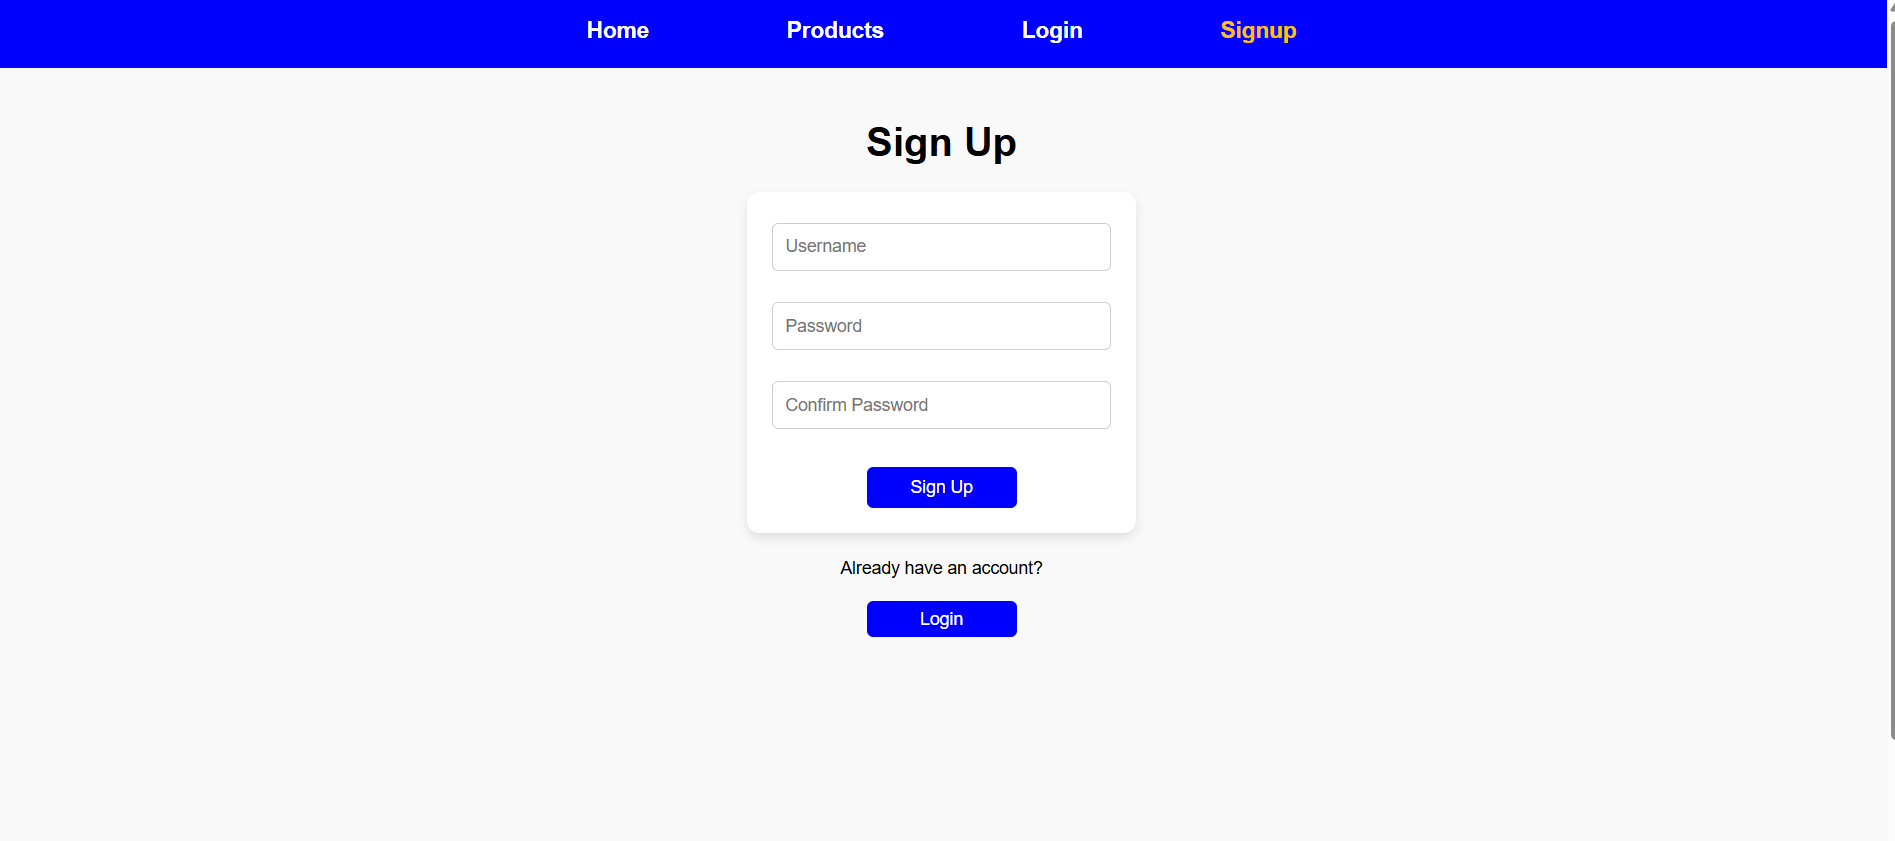 Home Products Login Signup
Sign Up
Username
Password
Confirm Password
Sign Up
Already have an account?
Login